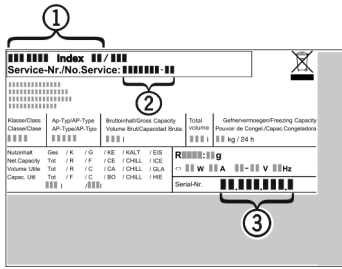 1
Index /
Service-Nr./No.Service: -
2
Klasse/Class Ap-Typ/AP-Type Bruttoinhalt/Gross Capacity Total Gefriervermoegen/Freezing Capacity
Classe/Clase AP-Type/AP-Tipo Volume Brut/Capacidad Bruta volume Pouvoir de Congel./Capac.Congeladora
l l kg / 24 h
Nutzinhalt Ges / K / G / KE / KALT / EIS
Net.Capacity Tot / R / F / CE / CHILL / ICE
Volume Utile Tot / R / C / CA / CHILL / GLA
Capac. Util Tot / F / C / BO / CHILL / HIE
l / l
R : g
W A - V Hz
Serial-Nr. . . .
3